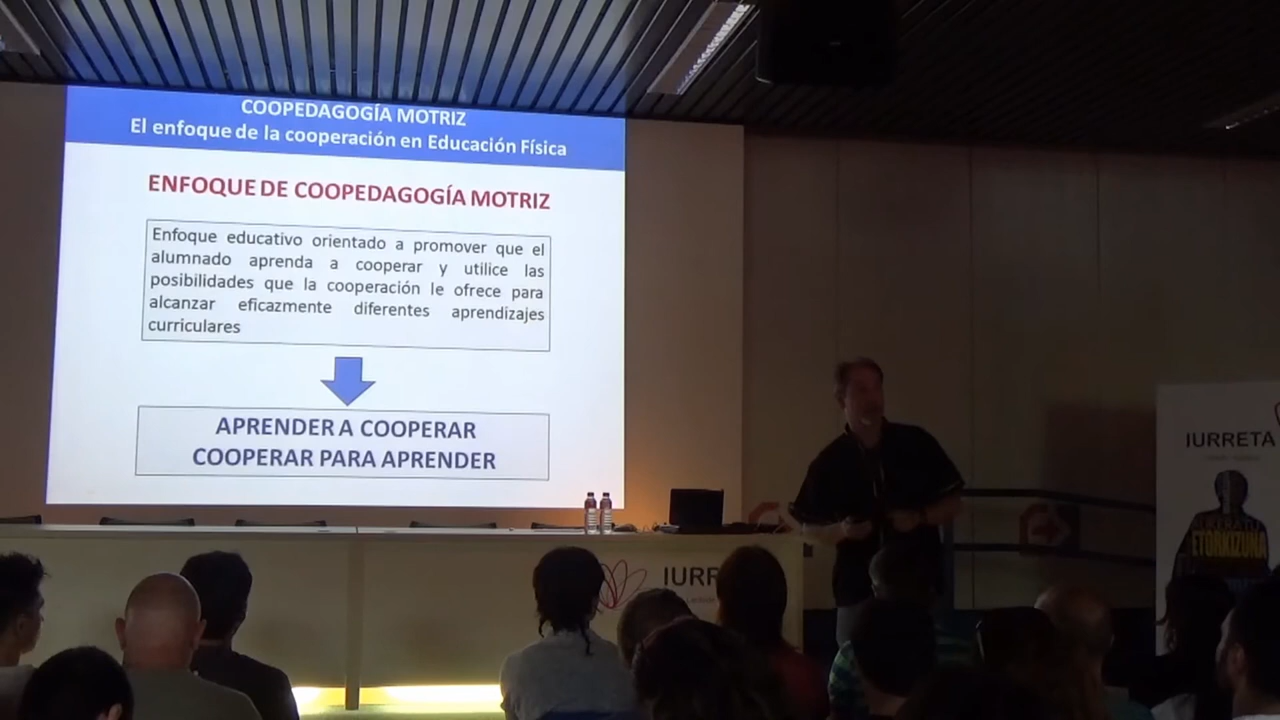 COOPEDAGOGÍA MOTRIZ
El enfoque de la cooperación en Educación Física
ENFOQUE DE COOPEDAGOGÍA MOTRIZ
Enfoque educativo orientado a promover que el
alumnado aprenda a cooperar y utilice las
posibilidades que la cooperación le ofrece para
alcanzar eficazmente diferentes aprendizajes
curriculares
APRENDER A COOPERAR
COOPERAR PARA APRENDER
IURR
IURRETA
ETORKIZUNA